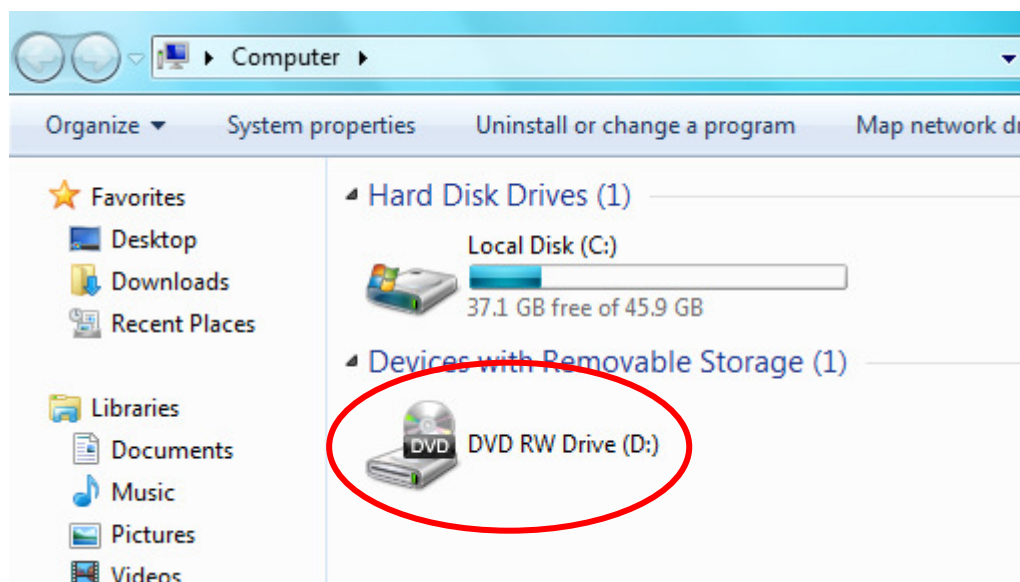 Computer
Organize
System properties
Uninstall or change a program
Map network
Favorites
Desktop
Downloads
Recent Places
Libraries
Documents
Music
Pictures
Videos
Hard Disk Drives (1)
Local Disk (C:)
37.1 GB free of 45.9 GB
Devices with Removable Storage (1)
DVD
DVD RW Drive (D:)